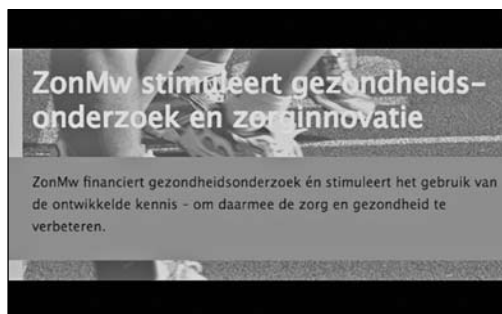 ZonMw stimuleert gezondheids-
onderzoek en zorginnovatie
ZonMw financiert gezondheidsonderzoek én stimuleert het gebruik van
de ontwikkelde kennis – om daarmee de zorg en gezondheid te
verbeteren.